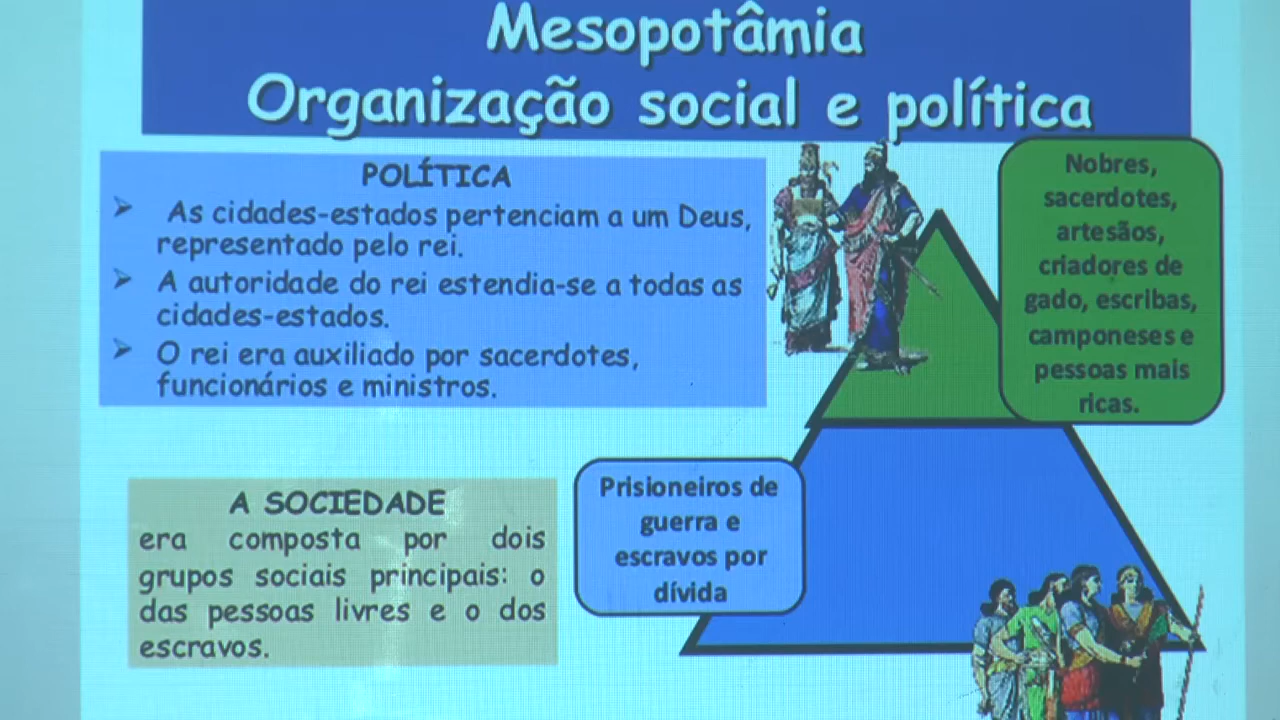 Mesopotâmia
Organização social e política
POLÍTICA
As cidades-estados pertenciam a um Deus,
representado pelo rei.
A autoridade do rei estendia-se a todas as
cidades-estados.
O rei era auxiliado por sacerdotes,
funcionários e ministros.
Nobres,
sacerdotes,
artesãos,
criadores de
gado, escribas,
camponeses e
pessoas mais
ricas.
A SOCIEDADE
era composta por dois
grupos sociais principais: o
das pessoas livres e o dos
escravos.
Prisioneiros de
guerra e
escravos por
dívida